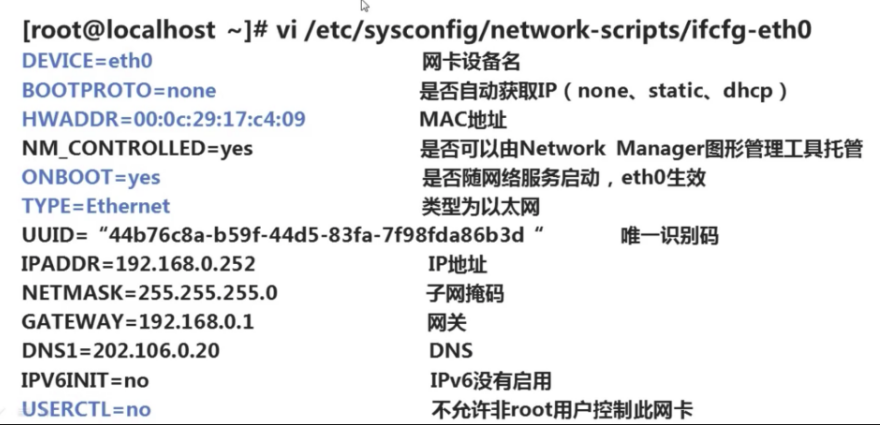 [root@localhost ~]# vi /etc/sysconfig/network-scripts/ifcfg-eth0
DEVICE=eth0 网卡设备名
BOOTPROTO=none 是否自动获取IP（none、static、dhcp）
HWADDR=00:0c:29:17:c4:09 MAC地址
NM_CONTROLLED=yes 是否可以由Network Manager图形管理工具托管
ONBOOT=yes 是否随网络服务启动，eth0生效
TYPE=Ethernet 类型为以太网
UUID=“44b76c8a-b59f-44d5-83fa-7f98fda86b3d“ 唯一识别码
IPADDR=192.168.0.252 IP地址
NETMASK=255.255.255.0 子网掩码
GATEWAY=192.168.0.1 网关
DNS1=202.106.0.20 DNS
IPV6INIT=no IPv6没有启用
USERCTL=no 不允许非root用户控制此网卡